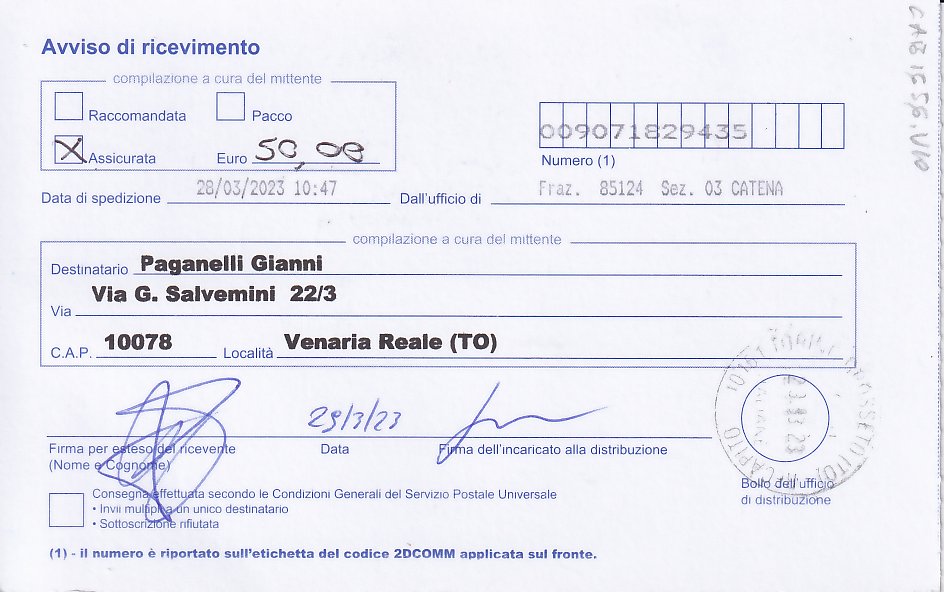 Avviso di ricevimento
compilazione a cura del mittente
Raccomandata Pacco
X Assicurata Euro 50,00
009071829435
Numero (1)
Data di spedizione 28/03/2023 10:47 Dall'ufficio di Fraz. 85124 Sez. 03 CATENA
compilazione a cura del mittente
Destinatario Paganelli Gianni
Via Via G. Salvemini 22/3
C.A.P. 10078 Località Venaria Reale (TO)
29/3/23
Firma per esteso del ricevente Data Firma dell'incaricato alla distribuzione
(Nome e Cognome)
Bollo dell'ufficio
di distribuzione
Consegna effettuata secondo le Condizioni Generali del Servizio Postale Universale
• Invii multipli a un unico destinatario
• Sottoscrizione rifiutata
(1) - il numero è riportato sull'etichetta del codice 2DCOMM applicata sul fronte.